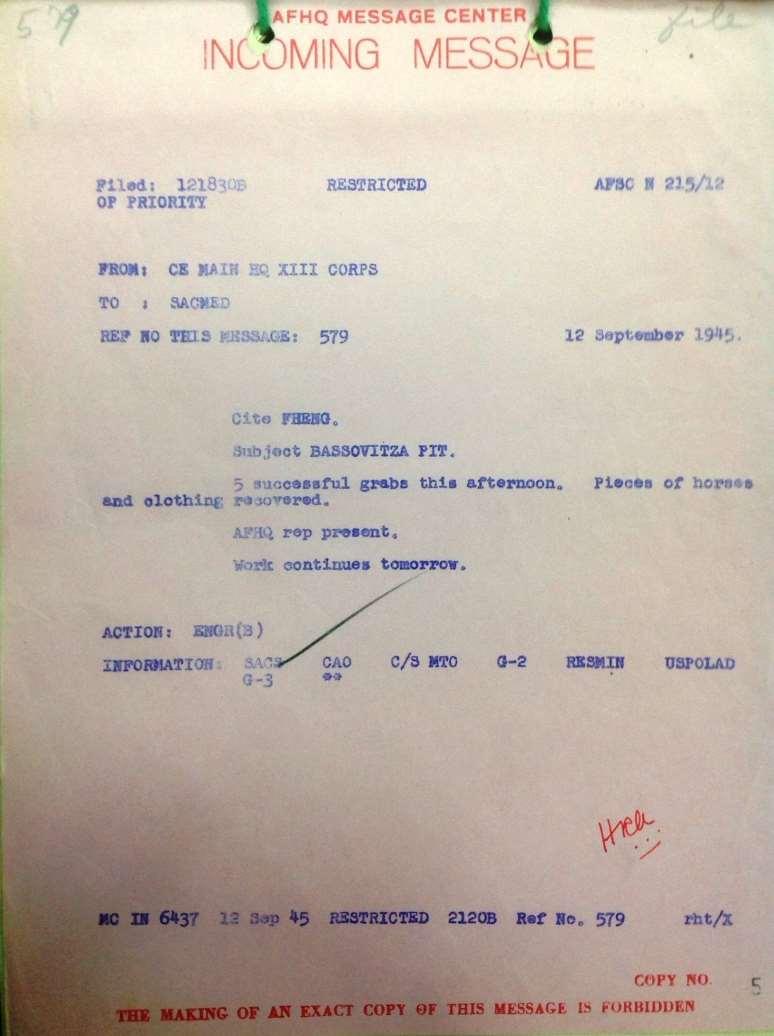 579
file
AFHQ MESSAGE CENTER
INCOMING MESSAGE
Filed: 121830B RESTRICTED AFSC N 215/12
OP PRIORITY
FROM: CE MAIN HQ XIII CORPS
TO : SACMED
REF NO THIS MESSAGE: 579 12 September 1945.
Cite FHENG.
Subject BASSOVITZA PIT.
5 successful grabs this afternoon. Pieces of horses
and clothing recovered.
AFHQ rep present.
Work continues tomorrow.
ACTION: ENGR(B)
INFORMATION: SACS CAO C/S MTO G-2 RESMIN USPOLAD
G-3 **
MC IN 6437 12 Sep 45 RESTRICTED 2120B Ref No. 579 rht/X
COPY NO. 5
THE MAKING OF AN EXACT COPY OF THIS MESSAGE IS FORBIDDEN